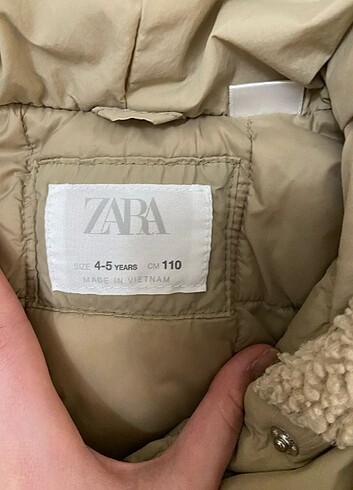 ZARA
SIZE 4-5 YEARS CM 110
MADE IN VIETNAM